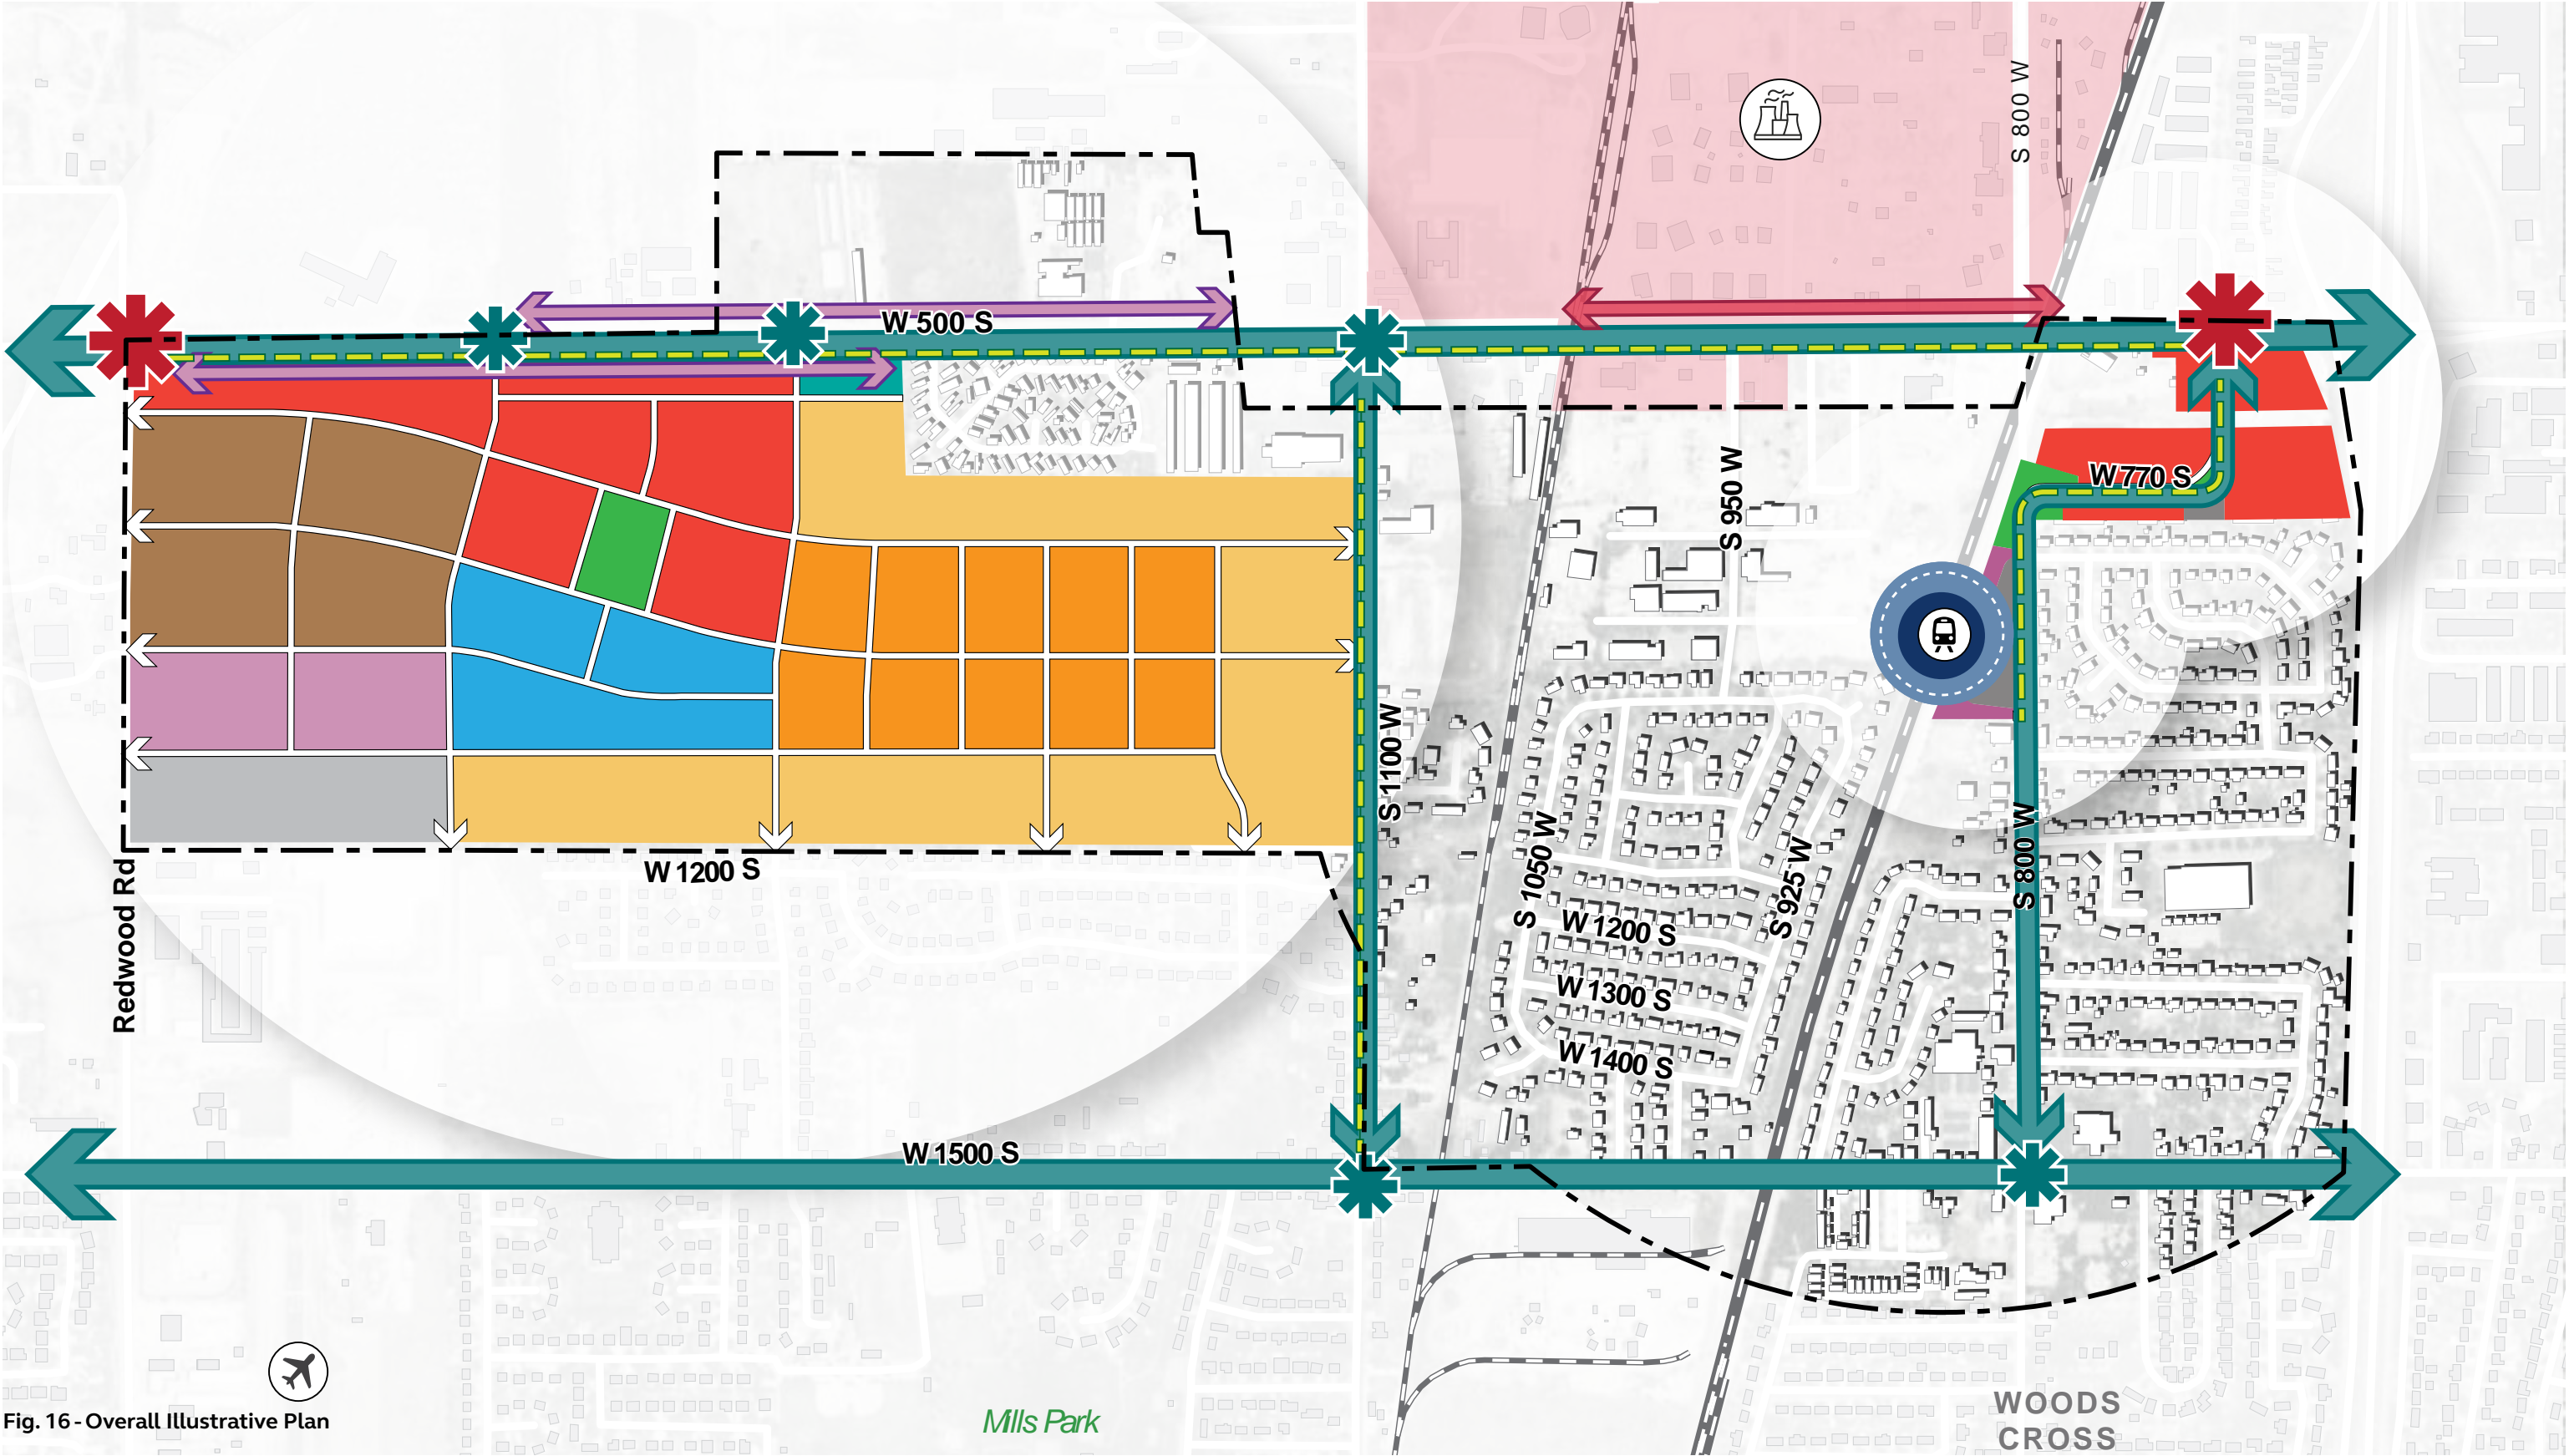 S 800 W
W 500 S
W 770 S
S 950 W
S 1100 W
S 800 W
S 1050 W
S 925 W
W 1200 S
Redwood Rd
W 1200 S
W 1300 S
W 1400 S
W 1500 S
Fig. 16 - Overall Illustrative Plan
Mills Park
WOODS
CROSS